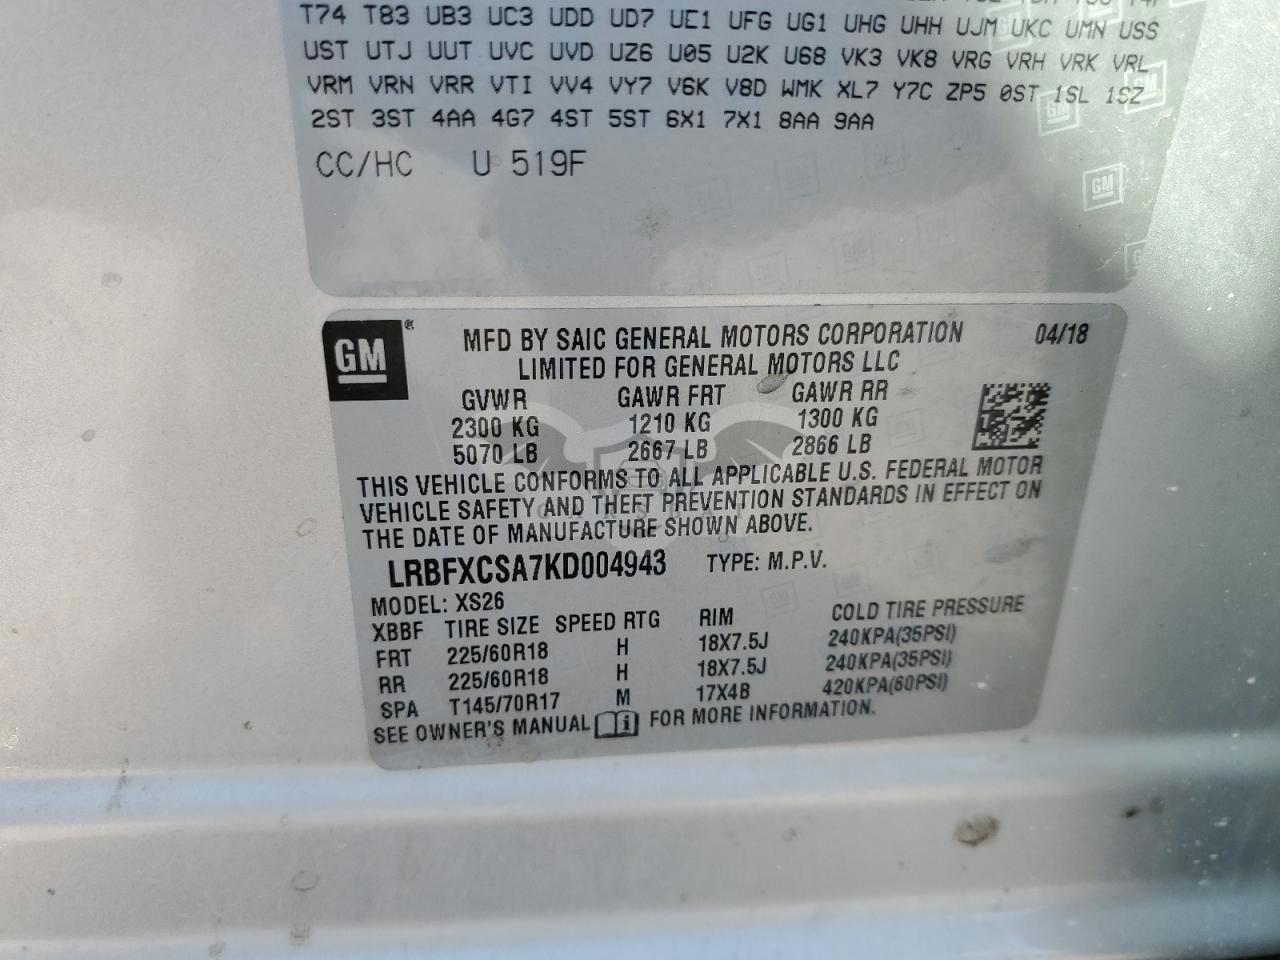 T74 T83 UB3 UC3 UDD UD7 UE1 UFG UG1 UHG UHH UJM UKC UMN USS
UST UTJ UUT UVC UVD UZ6 U05 U2K U68 VK3 VK8 VRG VRH VRK VRL
VRM VRN VRR VTI VV4 VY7 V6K V8D WMK XL7 Y7C ZP5 0ST 1SL 1SZ
2ST 3ST 4AA 4G7 4ST 5ST 6X1 7X1 8AA 9AA
CC/HC U 519F
GM
GM
GM
GM ® MFD BY SAIC GENERAL MOTORS CORPORATION 04/18
LIMITED FOR GENERAL MOTORS LLC
GVWR GAWR FRT GAWR RR
2300 KG 1210 KG 1300 KG
5070 LB 2667 LB 2866 LB
THIS VEHICLE CONFORMS TO ALL APPLICABLE U.S. FEDERAL MOTOR
VEHICLE SAFETY AND THEFT PREVENTION STANDARDS IN EFFECT ON
THE DATE OF MANUFACTURE SHOWN ABOVE.
LRBFXCSA7KD004943 TYPE: M.P.V.
MODEL: XS26
XBBF TIRE SIZE SPEED RTG RIM COLD TIRE PRESSURE
FRT 225/60R18 H 18X7.5J 240KPA(35PSI)
RR 225/60R18 H 18X7.5J 240KPA(35PSI)
SPA T145/70R17 M 17X4B 420KPA(60PSI)
SEE OWNER'S MANUAL FOR MORE INFORMATION.